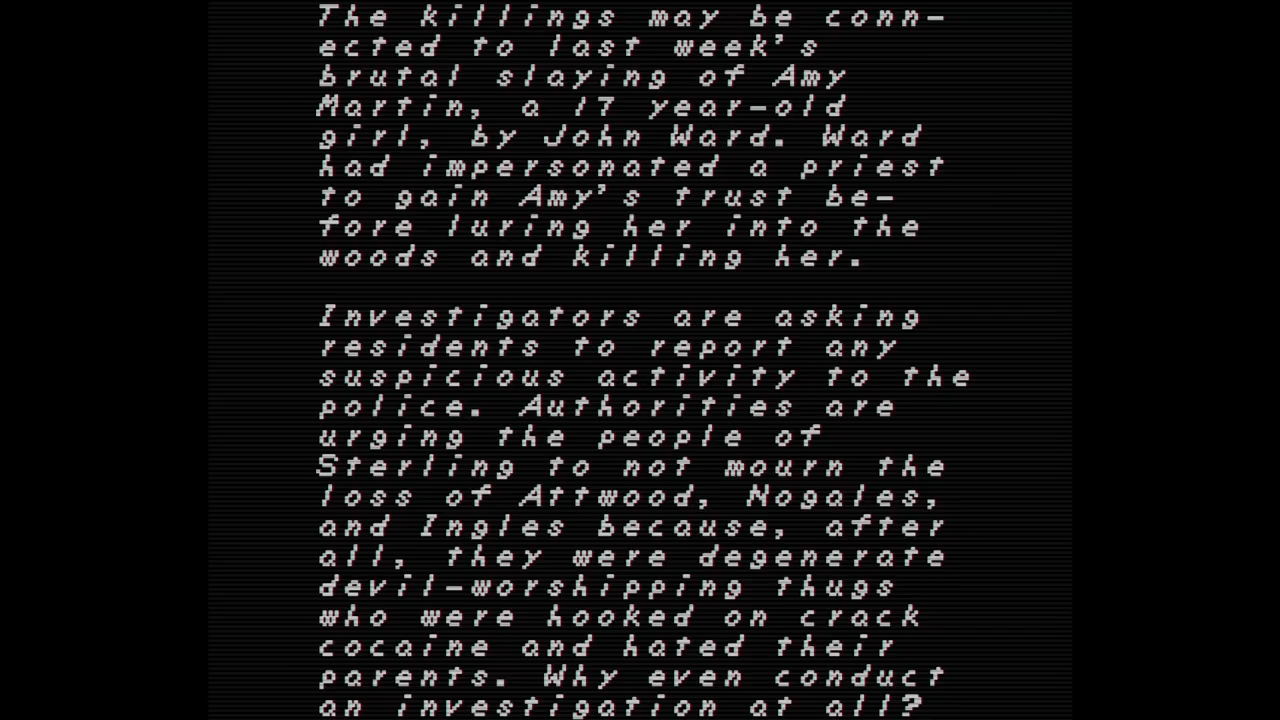 The killings may be conn-
ected to last week's
brutal slaying of Amy
Martin, a 17 year-old
girl, by John Ward. Ward
had impersonated a priest
to gain Amy's trust be-
fore luring her into the
woods and killing her.
Investigators are asking
residents to report any
suspicious activity to the
police. Authorities are
urging the people of
Sterling to not mourn the
loss of Attwood, Nogales,
and Ingles because, after
all, they were degenerate
devil-worshipping thugs
who were hooked on crack
cocaine and hated their
parents. Why even conduct
an investigation at all?